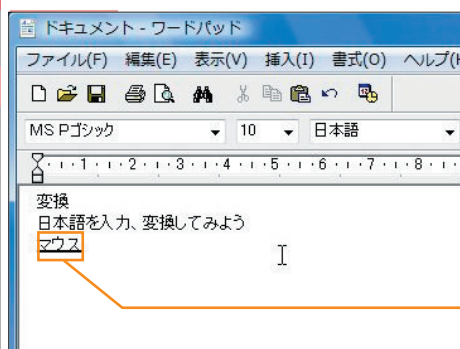 ドキュメント - ワードパッド
ファイル(F) 編集(E) 表示(V) 挿入(I) 書式(O) ヘルプ(H
MS Pゴシック 10 日本語
1 2 3 4 5 6 7 8
変換
日本語を入力、変換してみよう
マウス